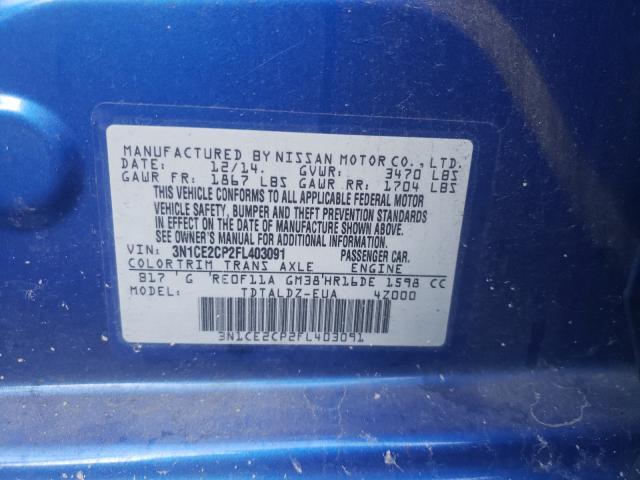 MANUFACTURED BY NISSAN MOTOR CO., LTD.
DATE: 12/14. GVWR: 3470 LBS
GAWR FR: 1867 LBS GAWR RR: 1704 LBS
THIS VEHICLE CONFORMS TO ALL APPLICABLE FEDERAL MOTOR
VEHICLE SAFETY, BUMPER AND THEFT PREVENTION STANDARDS
IN EFFECT ON THE DATE OF MANUFACTURE SHOWN ABOVE.
SEE OWNER'S MANUAL FOR ADDITIONAL INFORMATION.
VIN: 3N1CE2CP2FL403091 PASSENGER CAR.
COLOR TRIM TRANS AXLE ENGINE
B17 G 'RE0F11A GM38'HR16DE 1598 CC
MODEL: TDTALDZ-EUA 4Z000
3N1CE2CP2FL403091